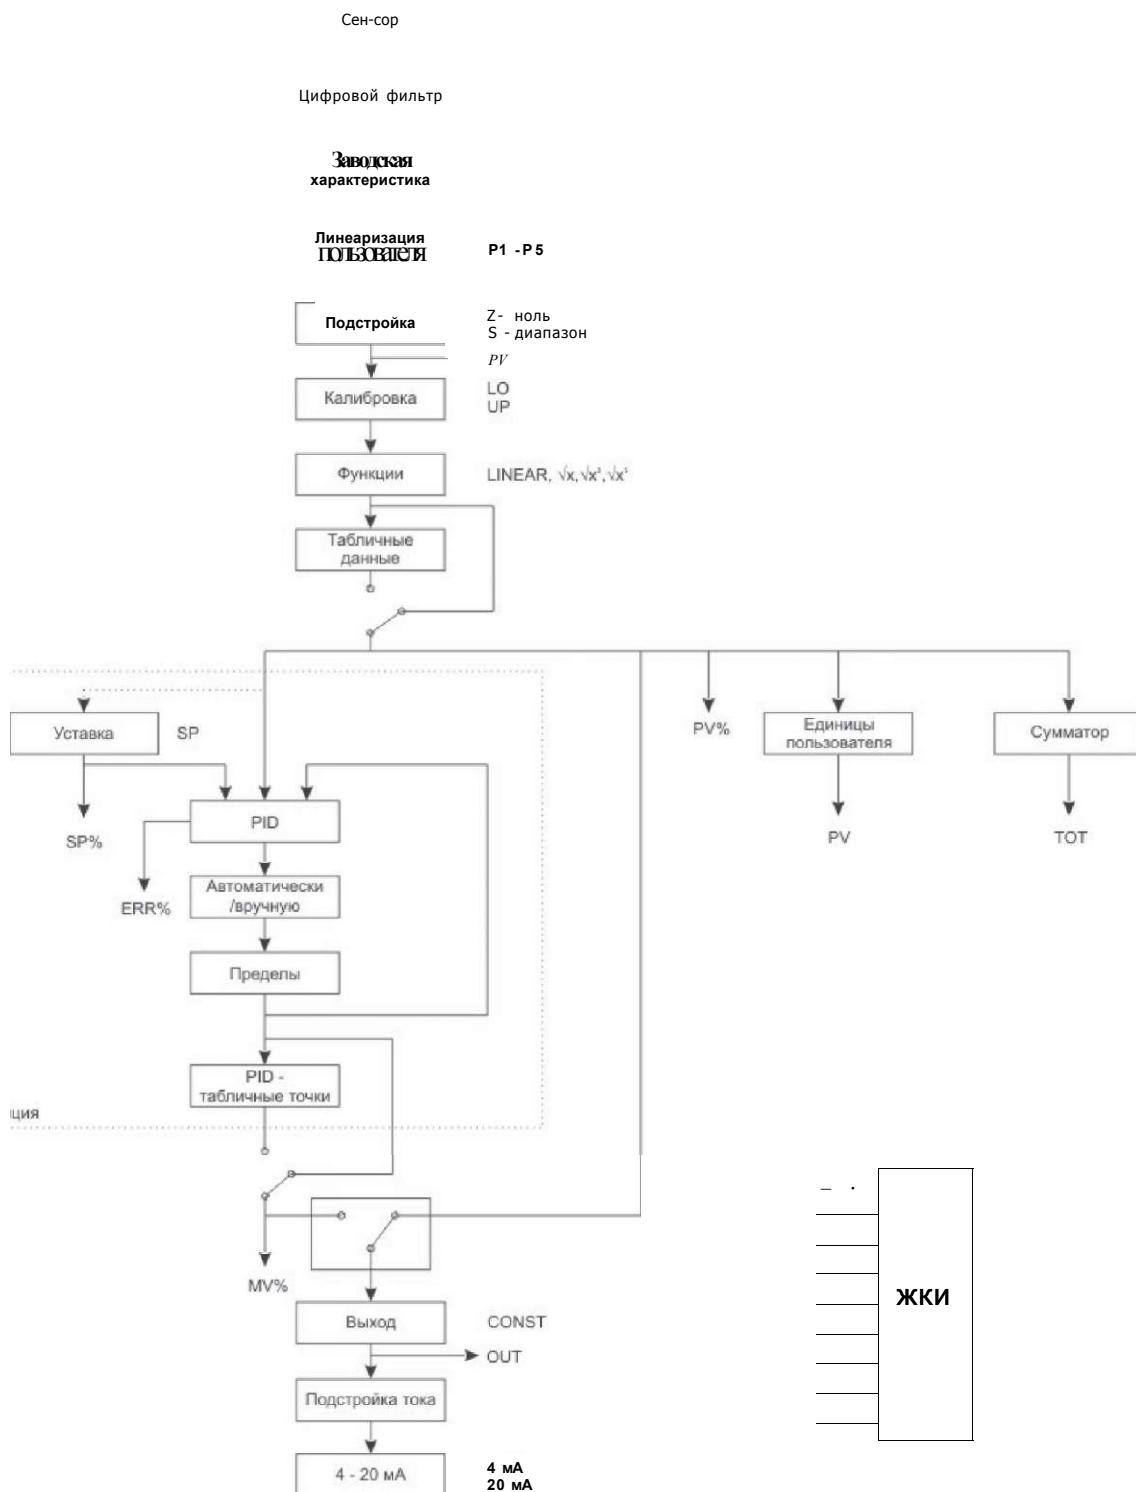 Сен-сор
Цифровой фильтр
Заводская
характеристика
Линеаризация
пользователя
P1 - P 5
Подстройка
Z - ноль
S - диапазон
PV
Калибровка
LO
UP
Функции
LINEAR, √x, √x³, √x⁵
Табличные
данные
Уставка
SP
PV%
Единицы
пользователя
Сумматор
SP%
PID
PV
TOT
ERR%
Автоматически
/вручную
Пределы
PID -
табличные точки
ция
MV%
ЖКИ
Выход
CONST
OUT
Подстройка тока
4 - 20 мА
4 мА
20 мА